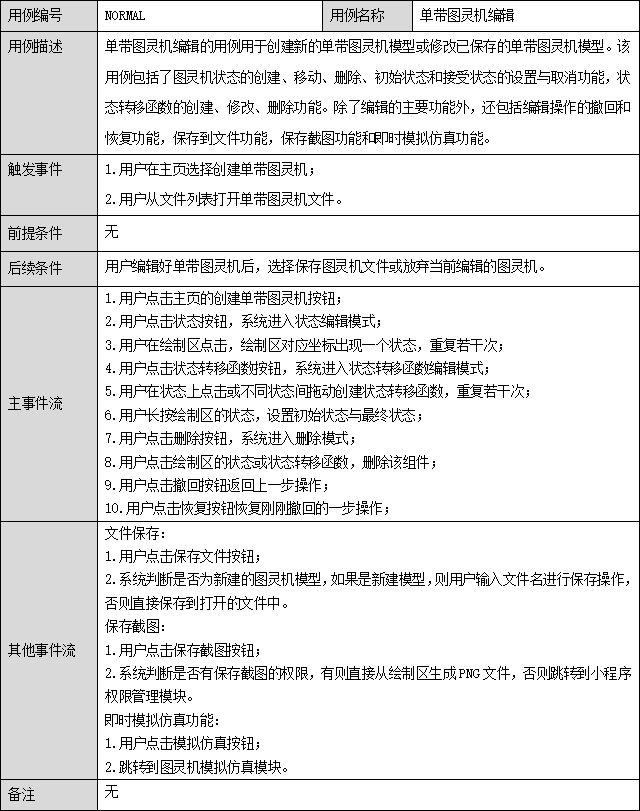 用例编号 NORMAL 用例名称 单带图灵机编辑
用例描述 单带图灵机编辑的用例用于创建新的单带图灵机模型或修改已保存的单带图灵机模型。该
用例包括了图灵机状态的创建、移动、删除、初始状态和接受状态的设置与取消功能，状
态转移函数的创建、修改、删除功能。除了编辑的主要功能外，还包括编辑操作的撤回和
恢复功能，保存到文件功能，保存截图功能和即时模拟仿真功能。
触发事件 1.用户在主页选择创建单带图灵机；
2.用户从文件列表打开单带图灵机文件。
前提条件 无
后续条件 用户编辑好单带图灵机后，选择保存图灵机文件或放弃当前编辑的图灵机。
主事件流
1.用户点击主页的创建单带图灵机按钮；
2.用户点击状态按钮，系统进入状态编辑模式；
3.用户在绘制区点击，绘制区对应坐标出现一个状态，重复若干次；
4.用户点击状态转移函数按钮，系统进入状态转移函数编辑模式；
5.用户在状态上点击或不同状态间拖动创建状态转移函数，重复若干次；
6.用户长按绘制区的状态，设置初始状态与最终状态；
7.用户点击删除按钮，系统进入删除模式；
8.用户点击绘制区的状态或状态转移函数，删除该组件；
9.用户点击撤回按钮返回上一步操作；
10.用户点击恢复按钮恢复刚刚撤回的一步操作；
其他事件流
文件保存：
1.用户点击保存文件按钮；
2.系统判断是否为新建的图灵机模型，如果是新建模型，则用户输入文件名进行保存操作，
否则直接保存到打开的文件中。
保存截图：
1.用户点击保存截图按钮；
2.系统判断是否有保存截图的权限，有则直接从绘制区生成PNG文件，否则跳转到小程序
权限管理模块。
即时模拟仿真功能：
1.用户点击模拟仿真按钮；
2.跳转到图灵机模拟仿真模块。
备注 无